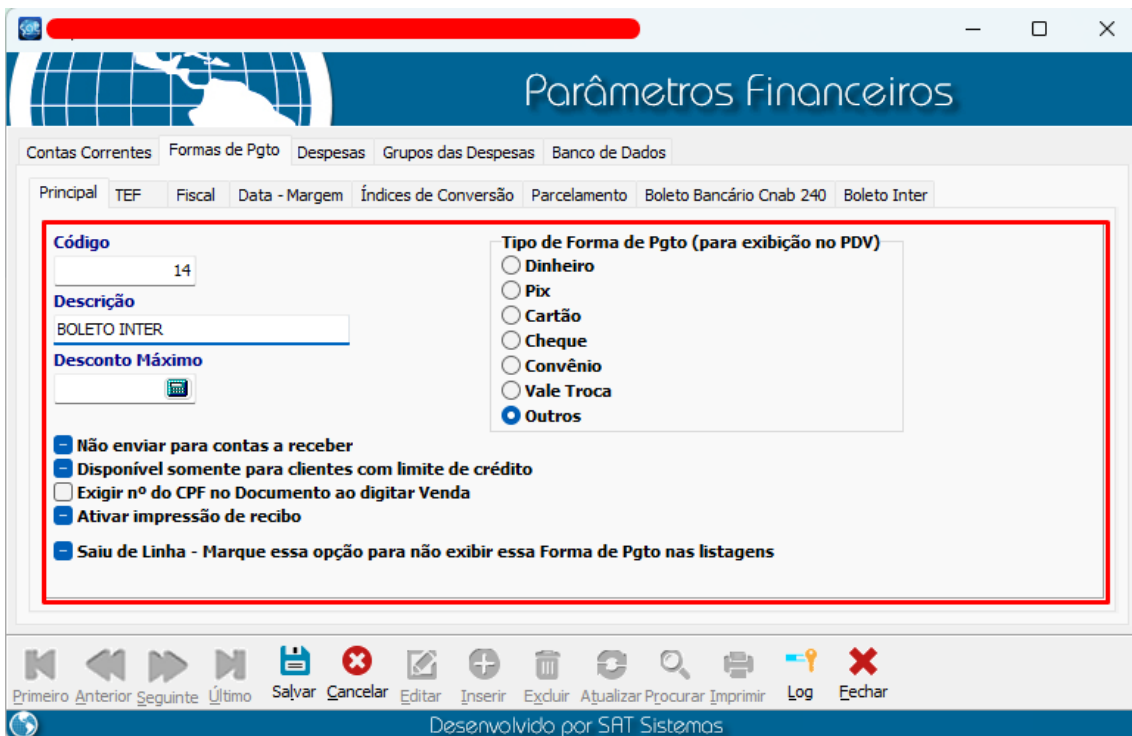 sat
Parâmetros Financeiros
Contas Correntes Formas de Pgto Despesas Grupos das Despesas Banco de Dados
Principal TEF Fiscal Data - Margem Índices de Conversão Parcelamento Boleto Bancário Cnab 240 Boleto Inter
Código
14
Descrição
BOLETO INTER
Desconto Máximo
Tipo de Forma de Pgto (para exibição no PDV)
Dinheiro
Pix
Cartão
Cheque
Convênio
Vale Troca
Outros
Não enviar para contas a receber
Disponível somente para clientes com limite de crédito
Exigir nº do CPF no Documento ao digitar Venda
Ativar impressão de recibo
Saiu de Linha - Marque essa opção para não exibir essa Forma de Pgto nas listagens
Primeiro Anterior Seguinte Último Salvar Cancelar Editar Inserir Excluir Atualizar Procurar Imprimir Log Fechar
Desenvolvido por SAT Sistemas